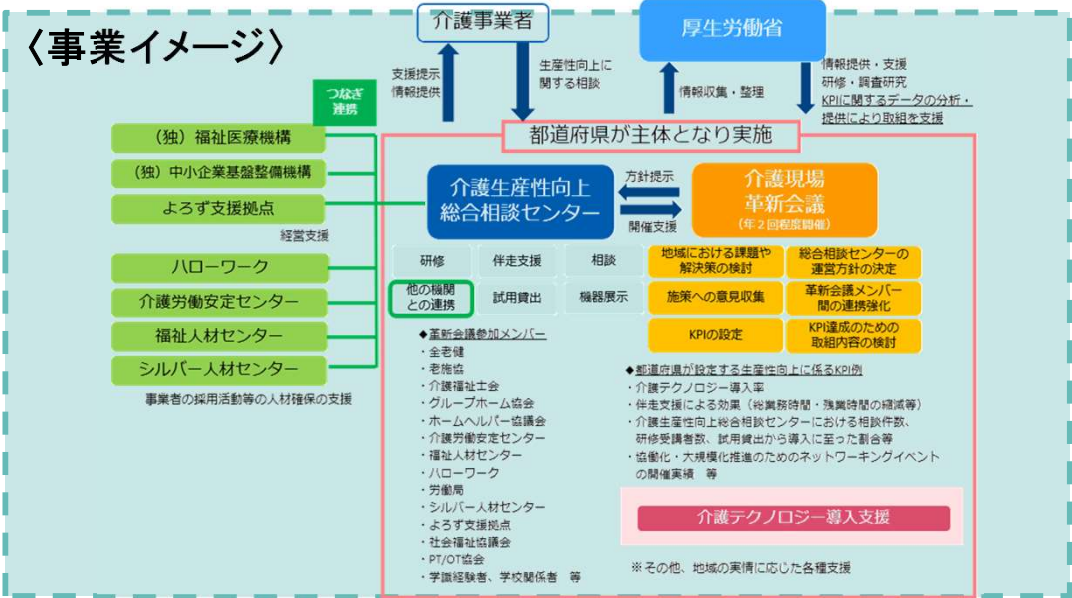 〈事業イメージ〉
介護事業者
厚生労働省
支援提示
情報提供
生産性向上に
関する相談
情報収集・整理
情報提供・支援
研修・調査研究
KPIに関するデータの分析・
提供により取組を支援
つなぎ
連携
都道府県が主体となり実施
（独）福祉医療機構
（独）中小企業基盤整備機構
よろず支援拠点
経営支援
ハローワーク
介護労働安定センター
福祉人材センター
シルバー人材センター
事業者の採用活動等の人材確保の支援
介護生産性向上
総合相談センター
方針提示
開催支援
介護現場
革新会議
（年２回程度開催）
研修
伴走支援
相談
他の機関
との連携
試用貸出
機器展示
地域における課題や
解決策の検討
総合相談センターの
運営方針の決定
施策への意見収集
革新会議メンバー
間の連携強化
KPIの設定
KPI達成のための
取組内容の検討
◆革新会議参加メンバー
・全老健
・老施協
・介護福祉士会
・グループホーム協会
・ホームヘルパー協議会
・介護労働安定センター
・福祉人材センター
・ハローワーク
・労働局
・シルバー人材センター
・よろず支援拠点
・社会福祉協議会
・PT/OT協会
・学識経験者、学校関係者　等
◆都道府県が設定する生産性向上に係るKPI例
・介護テクノロジー導入率
・伴走支援による効果（総業務時間・残業時間の縮減等）
・介護生産性向上総合相談センターにおける相談件数、
研修受講者数、試用貸出から導入に至った割合等
・協働化・大規模化推進のためのネットワーキングイベント
の開催実績　等
介護テクノロジー導入支援
※その他、地域の実情に応じた各種支援